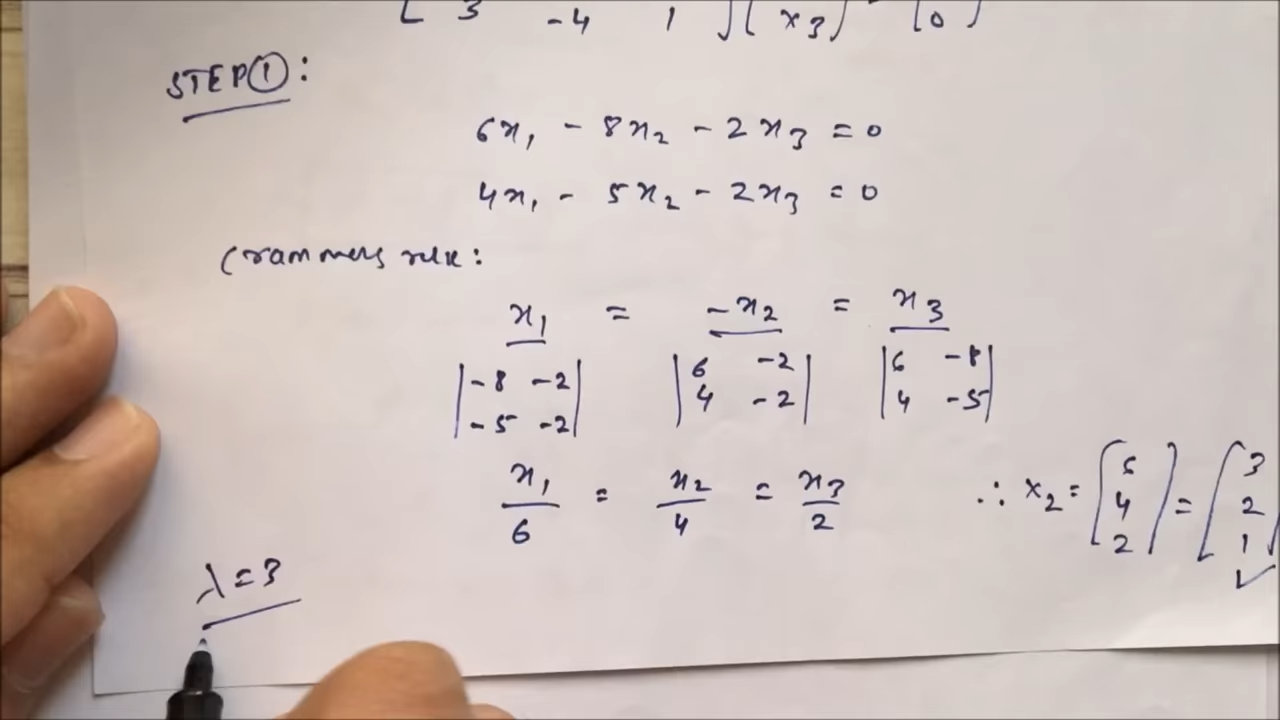 [ 3 -4 1 ] [ x3 ] = [ 0 ]
STEP ① :
6x₁ - 8x₂ - 2x₃ = 0
4x₁ - 5x₂ - 2x₃ = 0
Crammers rule :
x₁ = -x₂ = x₃
|-8 -2| |6 -2| |6 -8|
|-5 -2| |4 -2| |4 -5|
x₁/6 = x₂/4 = x₃/2 ∴ x₂ = [6 4 2] = [3 2 1] ✓
λ = 3